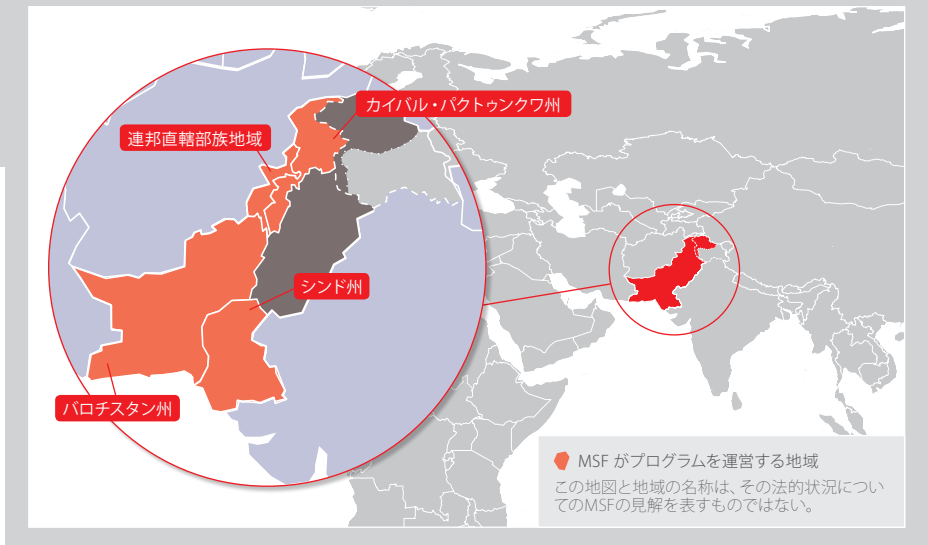 カイバル・パクトゥンクワ州
連邦直轄部族地域
シンド州
バロチスタン州
MSF がプログラムを運営する地域
この地図と地域の名称は、その法的状況につい
てのMSFの見解を表すものではない。